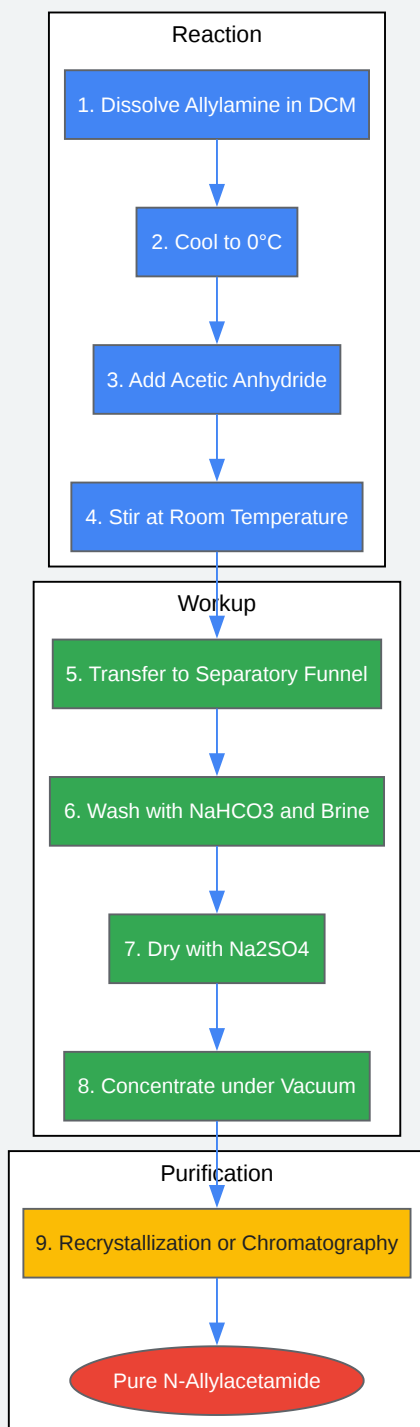 Reaction
1. Dissolve Allylamine in DCM
2. Cool to 0°C
3. Add Acetic Anhydride
4. Stir at Room Temperature
Workup
5. Transfer to Separatory Funnel
6. Wash with NaHCO3 and Brine
7. Dry with Na2SO4
8. Concentrate under Vacuum
Purification
9. Recrystallization or Chromatography
Pure N-Allylacetamide